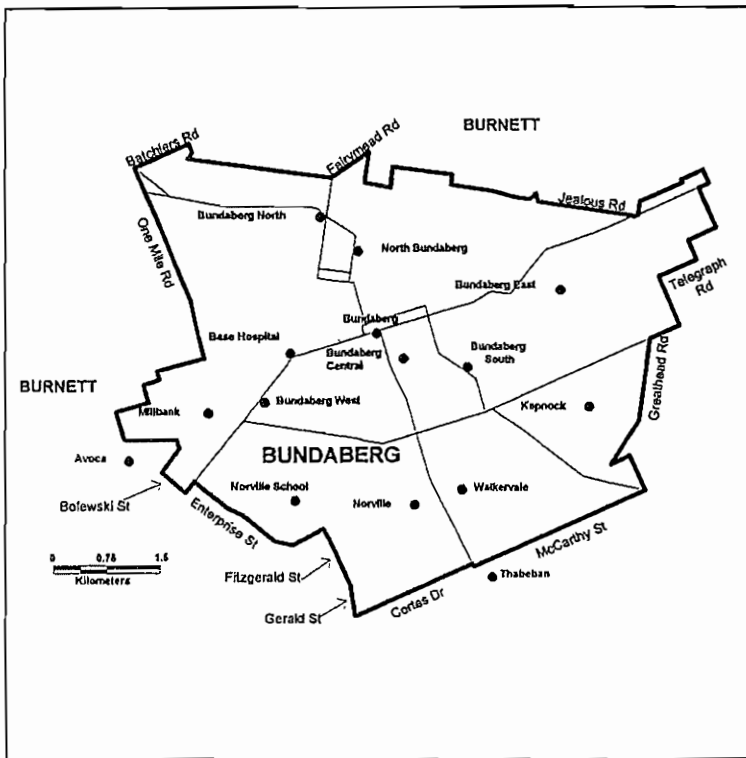 BURNETT
Batchlers Rd
Fairymead Rd
Jealous Rd
One Mile Rd
Bundaberg North
North Bundaberg
Bundaberg East
Telegraph
Rd
Bundaberg
Base Hospital
Bundaberg
Central
Bundaberg
South
Greathead Rd
BURNETT
Millbank
Bundaberg West
Kepnock
BUNDABERG
Avoca
Norville School
Norville
Walkervale
Bolewski St
Enterprise St
0 0.75 1.5
Kilometers
McCarthy St
Fitzgerald St
Thabeban
Gerald St
Cortes Dr